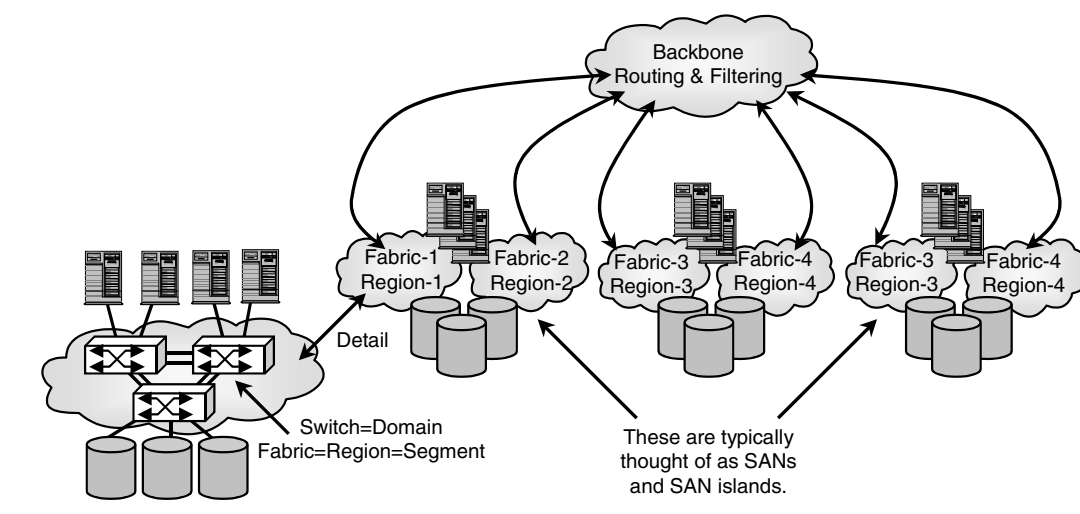 Backbone
Routing & Filtering
Fabric-1
Region-1
Fabric-2
Region-2
Fabric-3
Region-3
Fabric-4
Region-4
Fabric-3
Region-3
Fabric-4
Region-4
Detail
Switch=Domain
Fabric=Region=Segment
These are typically
thought of as SANs
and SAN islands.